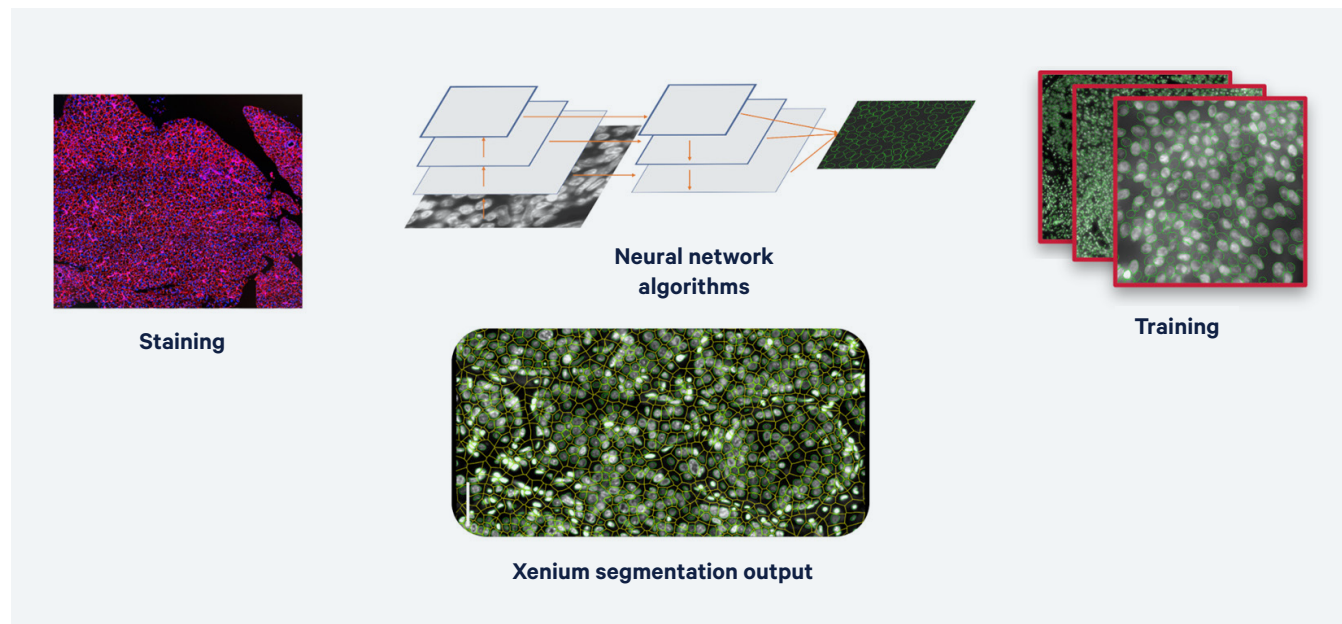 Staining
Neural network
algorithms
Training
Xenium segmentation output